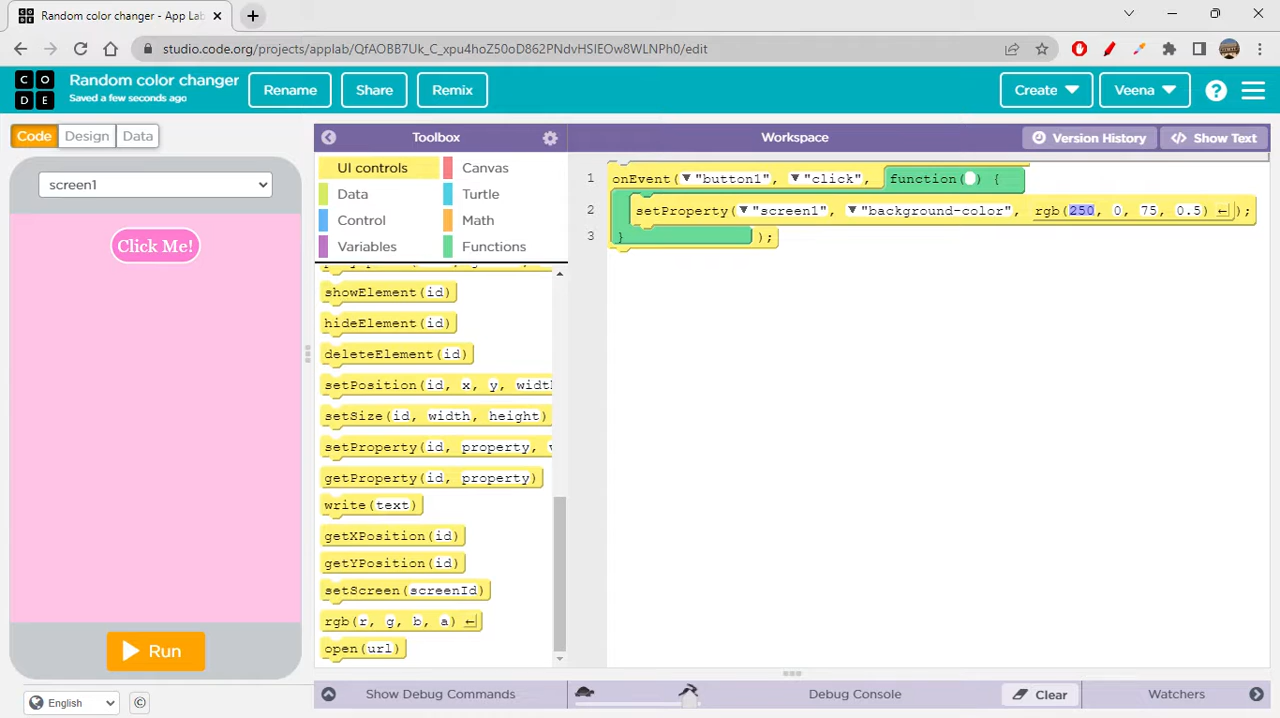 Random color changer - App Lab
studio.code.org/projects/applab/QfAOBB7Uk_C_xpu4hoZ50oD862PNdvHSIEOw8WLNPh0/edit
CO
DE
Random color changer
Saved a few seconds ago
Rename
Share
Remix
Create
Veena
?
Code
Design
Data
Toolbox
Workspace
Version History
Show Text
screen1
Click Me!
Run
English
©
UI controls
Canvas
Data
Turtle
Control
Math
Variables
Functions
showElement(id)
hideElement(id)
deleteElement(id)
setPosition(id, x, y, widt
setSize(id, width, height)
setProperty(id, property,
getProperty(id, property)
write(text)
getXPosition(id)
getYPosition(id)
setScreen(screenId)
rgb(r, g, b, a)
open(url)
1 onEvent("button1", "click", function() {
2 setProperty("screen1", "background-color", rgb(250, 0, 75, 0.5));
3 } );
Show Debug Commands
Debug Console
Clear
Watchers